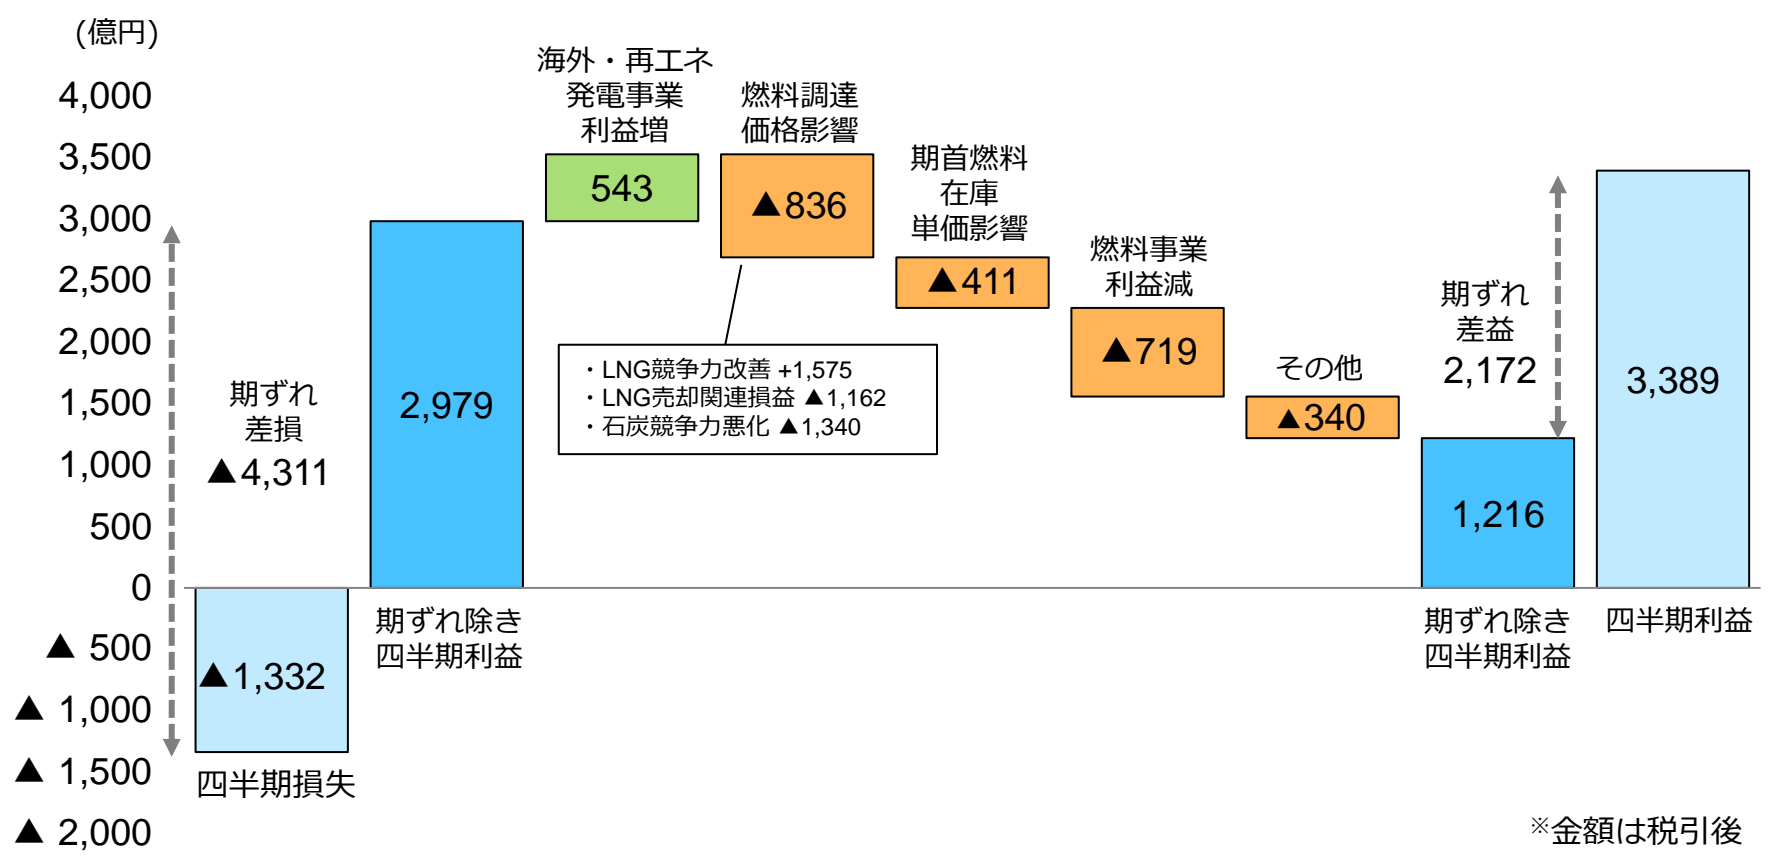 (億円)
4,000
3,500
3,000
2,500
2,000
1,500
1,000
500
0
▲ 500
▲ 1,000
▲ 1,500
▲ 2,000
期ずれ
差損
▲4,311
▲1,332
四半期損失
2,979
期ずれ除き
四半期利益
海外・再エネ
発電事業
利益増
543
燃料調達
価格影響
▲836
・LNG競争力改善 +1,575
・LNG売却関連損益 ▲1,162
・石炭競争力悪化 ▲1,340
期首燃料
在庫
単価影響
▲411
燃料事業
利益減
▲719
その他
▲340
期ずれ
差益
2,172
1,216
期ずれ除き
四半期利益
3,389
四半期利益
※金額は税引後